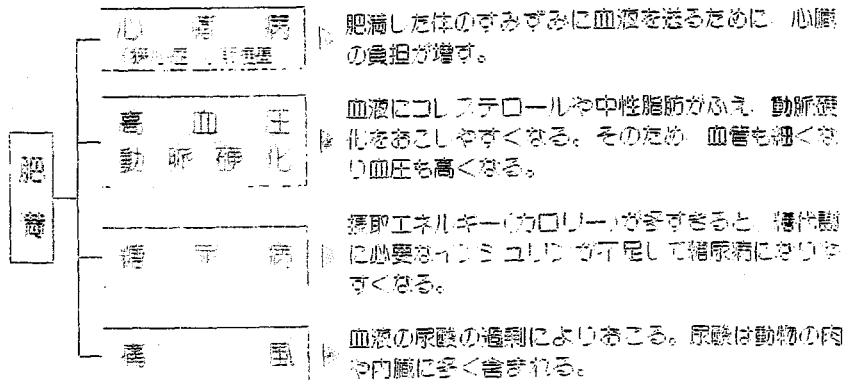 肥満
心臓病
肥満した体のすみずみに血液を送るために 心臓
の負担が増す。
高血圧
動脈硬化
血液にコレステロールや中性脂肪がふえ 動脈硬
化をおこしやすくなる。そのため 血管も細くな
り血圧も高くなる。
糖尿病
摂取エネルギー(カロリー)が多すぎると 糖代謝
に必要なインシュリンが不足して糖尿病になりや
すくなる。
痛風
血液の尿酸の過剰によりおこる。尿酸は動物の肉
や内臓に多く含まれる。